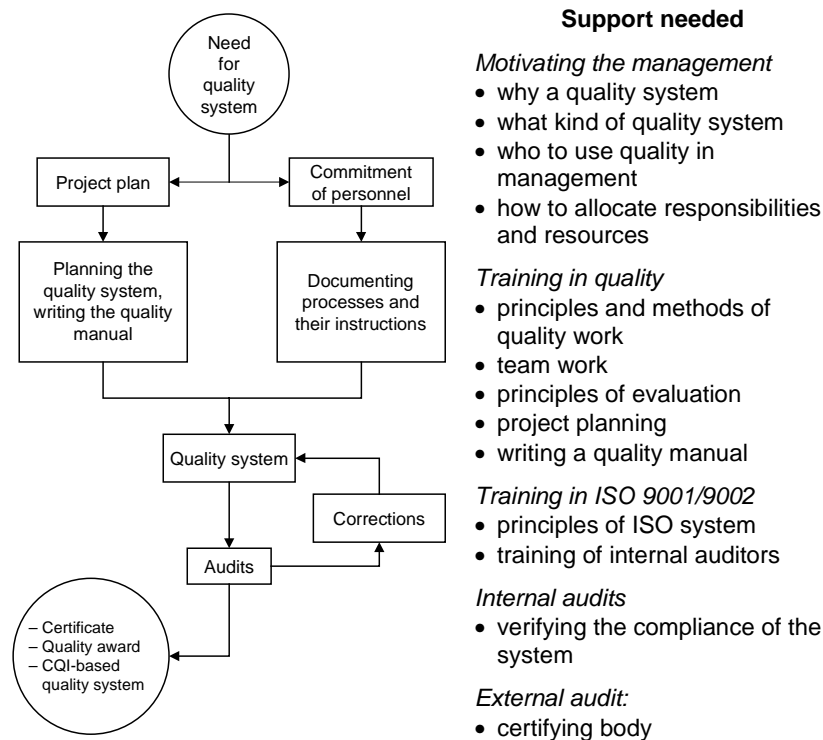 Need
for
quality
system
Project plan
Commitment
of personnel
Planning the
quality system,
writing the quality
manual
Documenting
processes and
their instructions
Quality system
Corrections
Audits
– Certificate
– Quality award
– CQI-based
quality system
Support needed
Motivating the management
• why a quality system
• what kind of quality system
• who to use quality in
management
• how to allocate responsibilities
and resources
Training in quality
• principles and methods of
quality work
• team work
• principles of evaluation
• project planning
• writing a quality manual
Training in ISO 9001/9002
• principles of ISO system
• training of internal auditors
Internal audits
• verifying the compliance of the
system
External audit:
• certifying body